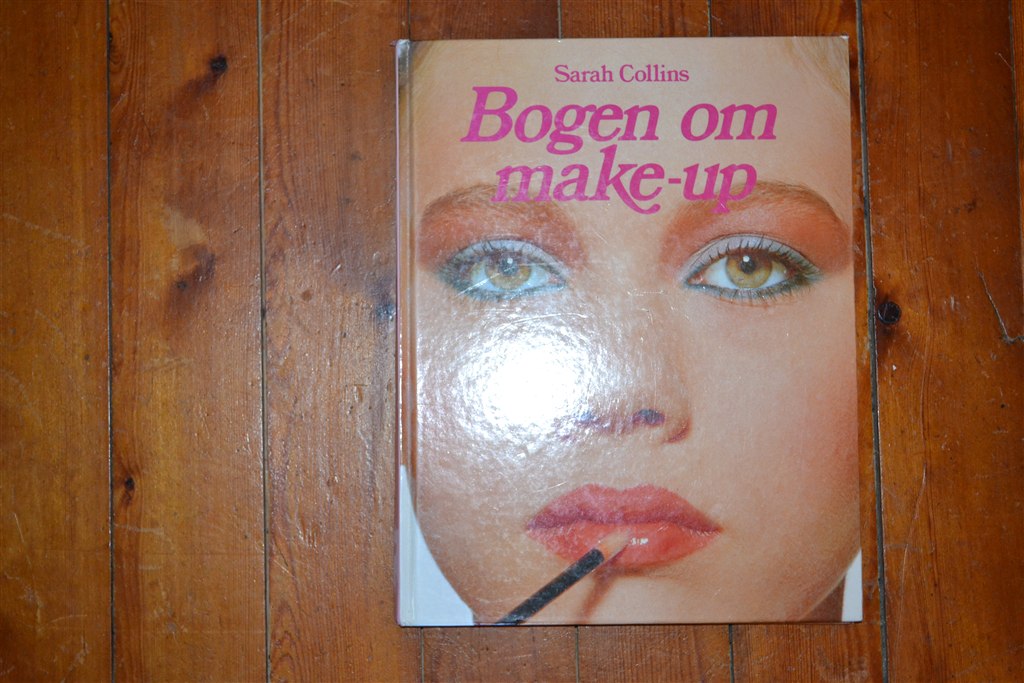 Sarah Collins
Bogen om
make-up